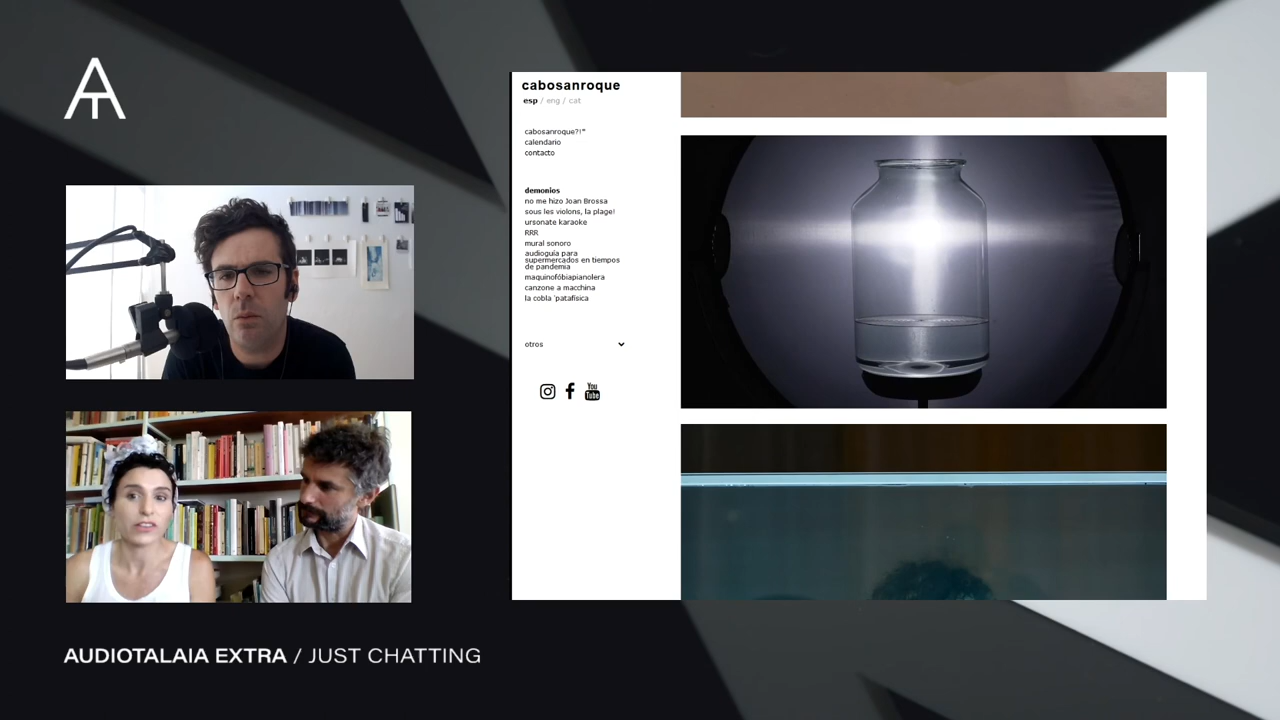 AT
cabosanroque
esp / eng / cat
cabosanroque?!*
calendario
contacto
demonios
no me hizo Joan Brossa
sous les violons, la plage!
ursonate karaoke
RRR
mural sonoro
audioguía para
supermercados en tiempos
de pandemia
maquinofòbiapianolera
canzone a macchina
la cobla 'patafísica
otros
You
Tube
AUDIOTALAIA EXTRA / JUST CHATTING